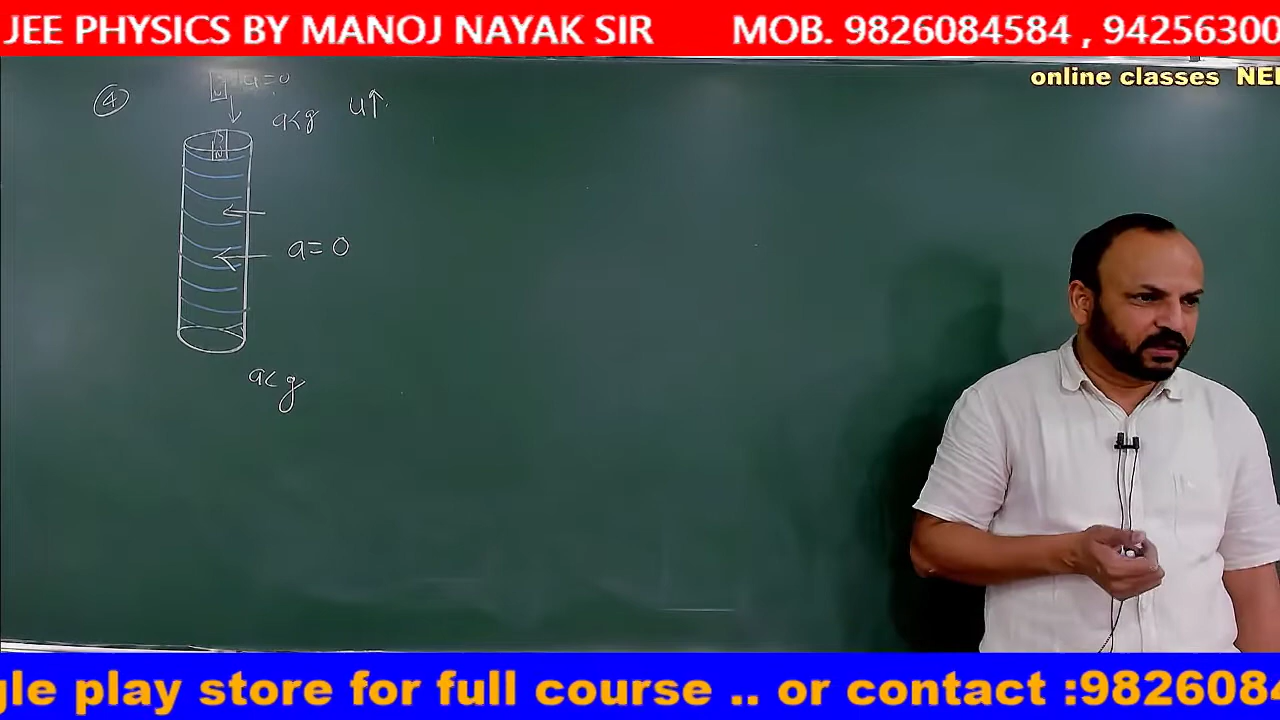 JEE PHYSICS BY MANOJ NAYAK SIR MOB. 9826084584 , 94256300
online classes NEE
④
u=0
a<g u↑
S
N
a=0
a<g
gle play store for full course .. or contact :982608